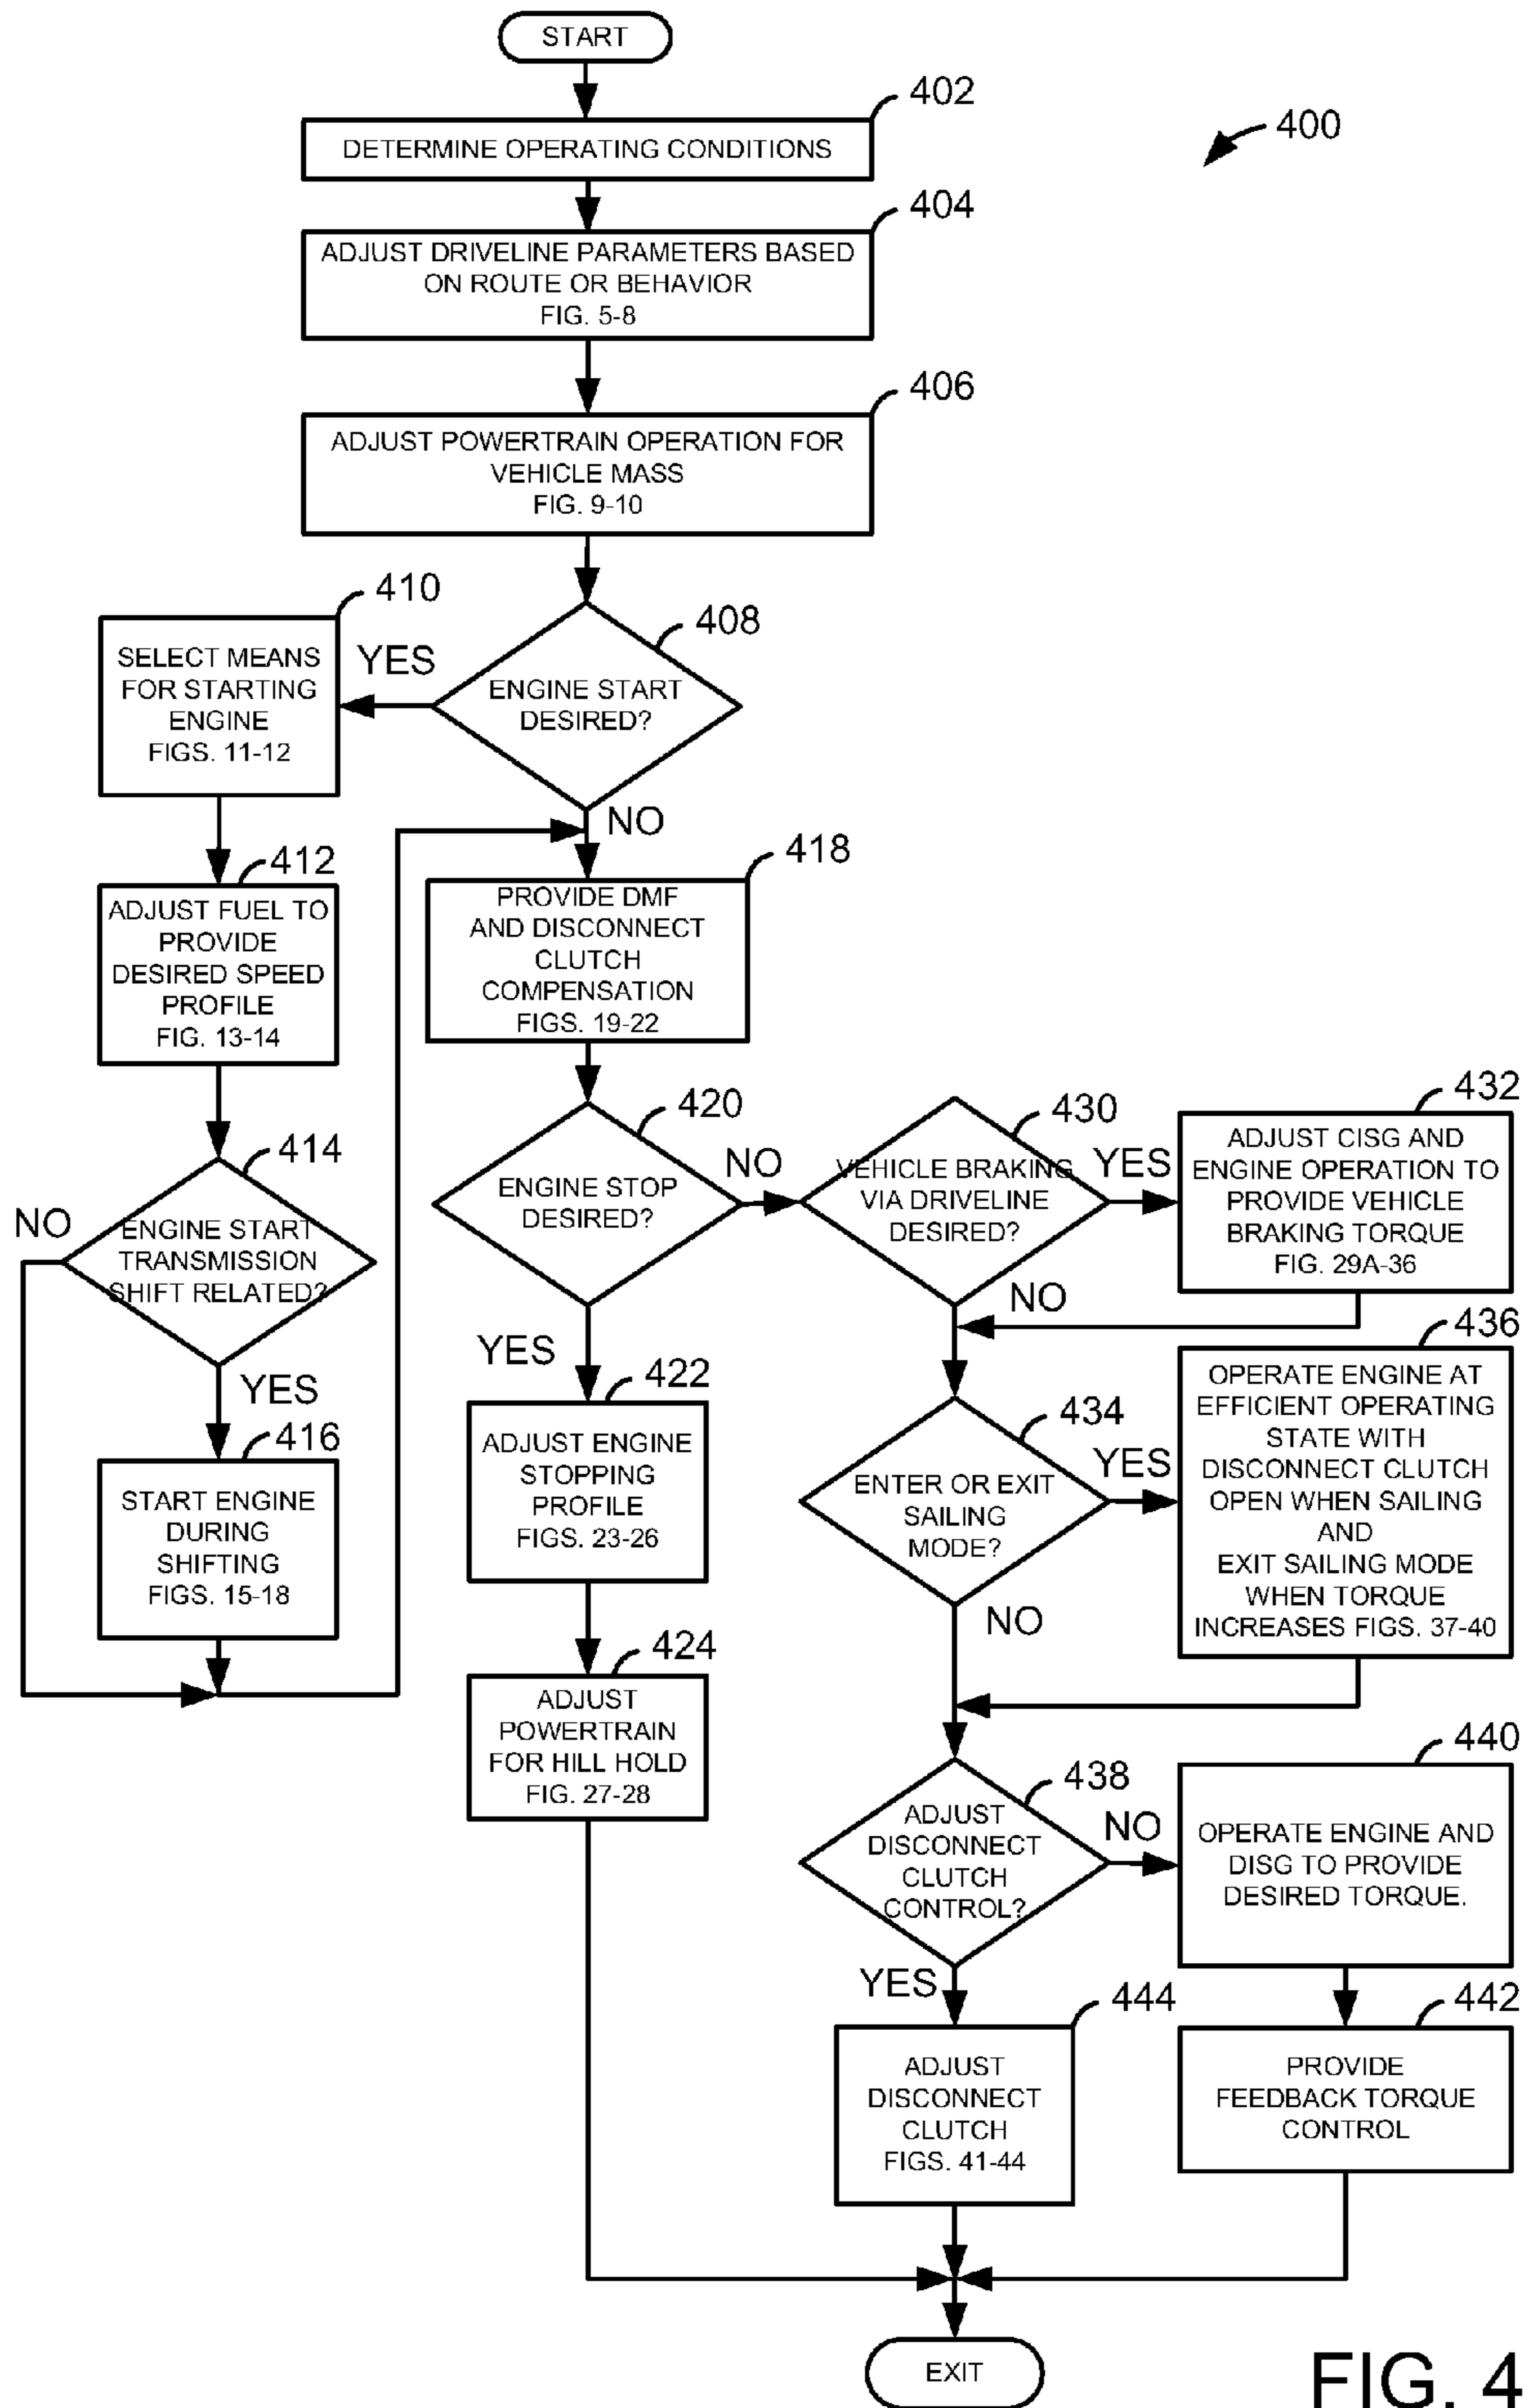 START
402
DETERMINE OPERATING CONDITIONS
400
404
ADJUST DRIVELINE PARAMETERS BASED
ON ROUTE OR BEHAVIOR
FIG. 5-8
406
ADJUST POWERTRAIN OPERATION FOR
VEHICLE MASS
FIG. 9-10
408
ENGINE START
DESIRED?
YES
NO
410
SELECT MEANS
FOR STARTING
ENGINE
FIGS. 11-12
412
ADJUST FUEL TO
PROVIDE
DESIRED SPEED
PROFILE
FIG. 13-14
414
ENGINE START
TRANSMISSION
SHIFT RELATED?
NO
YES
416
START ENGINE
DURING
SHIFTING
FIGS. 15-18
418
PROVIDE DMF
AND DISCONNECT
CLUTCH
COMPENSATION
FIGS. 19-22
420
ENGINE STOP
DESIRED?
NO
YES
422
ADJUST ENGINE
STOPPING
PROFILE
FIGS. 23-26
424
ADJUST
POWERTRAIN
FOR HILL HOLD
FIG. 27-28
430
VEHICLE BRAKING
VIA DRIVELINE
DESIRED?
YES
NO
432
ADJUST CISG AND
ENGINE OPERATION TO
PROVIDE VEHICLE
BRAKING TORQUE
FIG. 29A-36
434
ENTER OR EXIT
SAILING
MODE?
YES
NO
436
OPERATE ENGINE AT
EFFICIENT OPERATING
STATE WITH
DISCONNECT CLUTCH
OPEN WHEN SAILING
AND
EXIT SAILING MODE
WHEN TORQUE
INCREASES FIGS. 37-40
438
ADJUST
DISCONNECT
CLUTCH
CONTROL?
NO
YES
440
OPERATE ENGINE AND
DISG TO PROVIDE
DESIRED TORQUE.
442
PROVIDE
FEEDBACK TORQUE
CONTROL
444
ADJUST
DISCONNECT
CLUTCH
FIGS. 41-44
EXIT
FIG. 4